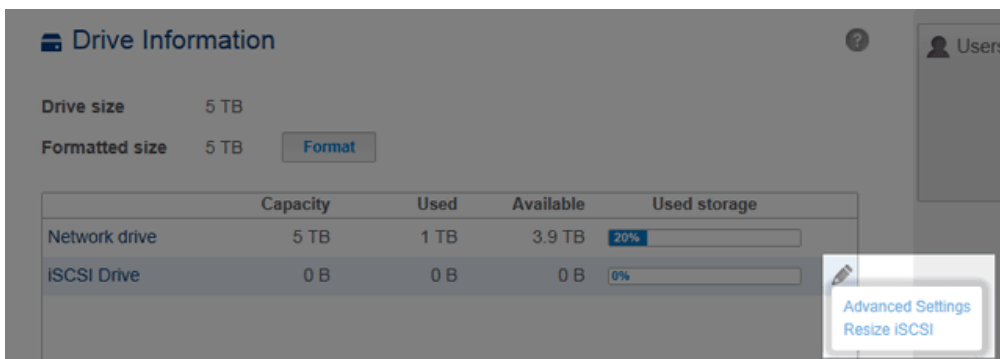 Drive Information
?
Users
Drive size 5 TB
Formatted size 5 TB Format
Capacity Used Available Used storage
Network drive 5 TB 1 TB 3.9 TB 20%
iSCSI Drive 0 B 0 B 0 B 0%
Advanced Settings
Resize iSCSI